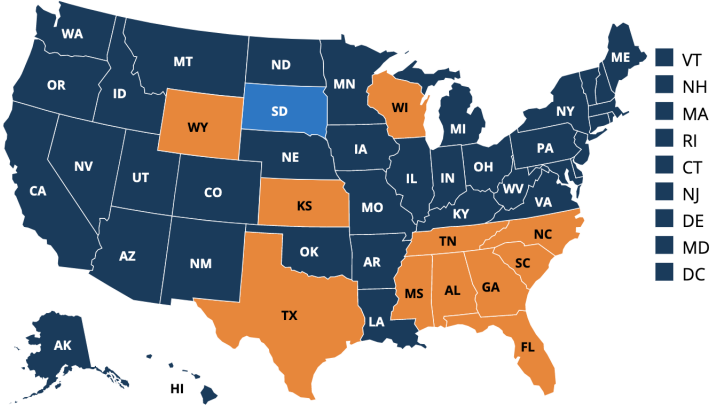 WA
MT
ND
MN
ME
VT
OR
ID
WY
SD
WI
MI
NY
NH
MA
NV
UT
CO
NE
IA
IL
IN
OH
PA
RI
CT
CA
KS
MO
KY
WV
VA
NJ
DE
AZ
NM
OK
AR
TN
NC
SC
MD
DC
TX
LA
MS
AL
GA
FL
AK
HI